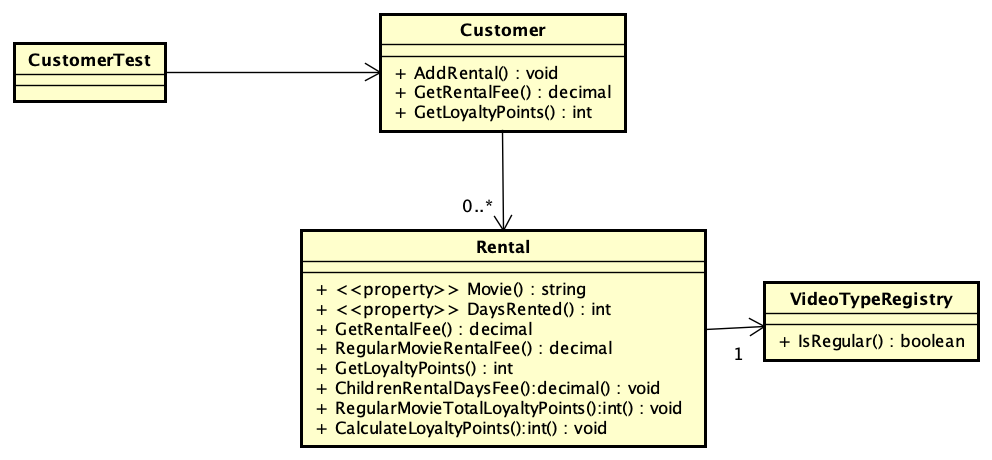 CustomerTest
Customer
+ AddRental() : void
+ GetRentalFee() : decimal
+ GetLoyaltyPoints() : int
0..*
Rental
+ <<property>> Movie() : string
+ <<property>> DaysRented() : int
+ GetRentalFee() : decimal
+ RegularMovieRentalFee() : decimal
+ GetLoyaltyPoints() : int
+ ChildrenRentalDaysFee():decimal() : void
+ RegularMovieTotalLoyaltyPoints():int() : void
+ CalculateLoyaltyPoints():int() : void
1
VideoTypeRegistry
+ IsRegular() : boolean